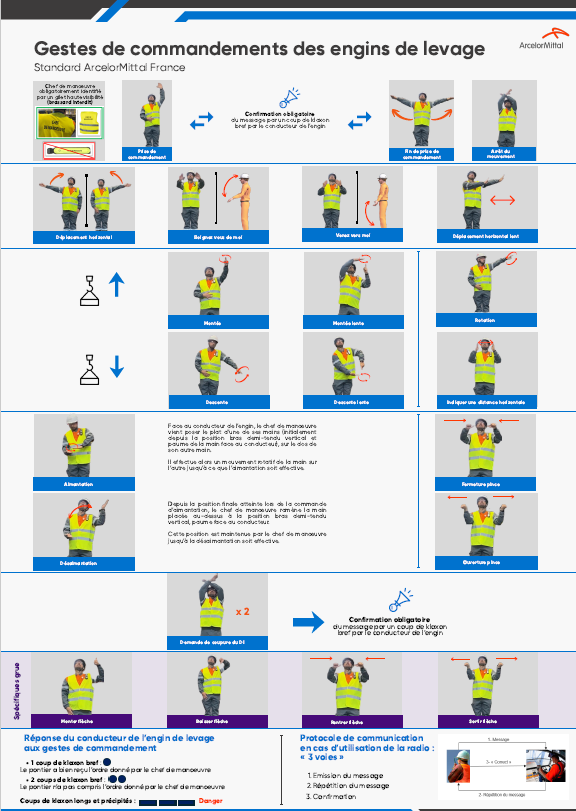 Gestes de commandements des engins de levage
Standard ArcelorMittal France
ArcelorMittal
Chef de manœuvre
obligatoirement identifié
par un gilet haute visibilité
(brassard interdit)
Prise de
commandement
Confirmation obligatoire
du message par un coup de klaxon
bref par le conducteur de l'engin
Fin de prise de
commandement
Arrêt du
mouvement
Déplacement horizontal
Eloignez vous de moi
Venez vers moi
Déplacement horizontal lent
Montée
Montée lente
Rotation
Descente
Descente lente
Indiquer une distance horizontale
Aimantation
Face au conducteur de l'engin, le chef de manœuvre
vient poser le plat d'une de ses mains (initialement
depuis la position bras demi-tendu vertical et
paume de la main face au conducteur), sur le dos de
son autre main.
Il effectue alors un mouvement rotatif de la main sur
l'autre jusqu'à ce que l'aimantation soit effective.
Fermeture pince
Désaimantation
Depuis la position finale atteinte lors de la commande
d'aimantation, le chef de manœuvre ramène la main
placée au-dessus à la position bras demi-tendu
vertical, paume face au conducteur.
Cette position est maintenue par le chef de manœuvre
jusqu'à la désaimantation soit effective.
Ouverture pince
x 2
Demande de coupure du DI
Confirmation obligatoire
du message par un coup de klaxon
bref par le conducteur de l'engin
Spécifiques grue
Monter flèche
Baisser flèche
Rentrer flèche
Sortir flèche
Réponse du conducteur de l'engin de levage
aux gestes de commandement
• 1 coup de klaxon bref :
Le pontier a bien reçu l'ordre donné par le chef de manœuvre
• 2 coups de klaxon bref :
Le pontier n'a pas compris l'ordre donné par le chef de manœuvre
Coups de klaxon longs et précipités :
Danger
Protocole de communication
en cas d'utilisation de la radio :
« 3 voies »
1. Emission du message
2. Répétition du message
3. Confirmation
1. Message
3- « Correct »
2. Répétition du message